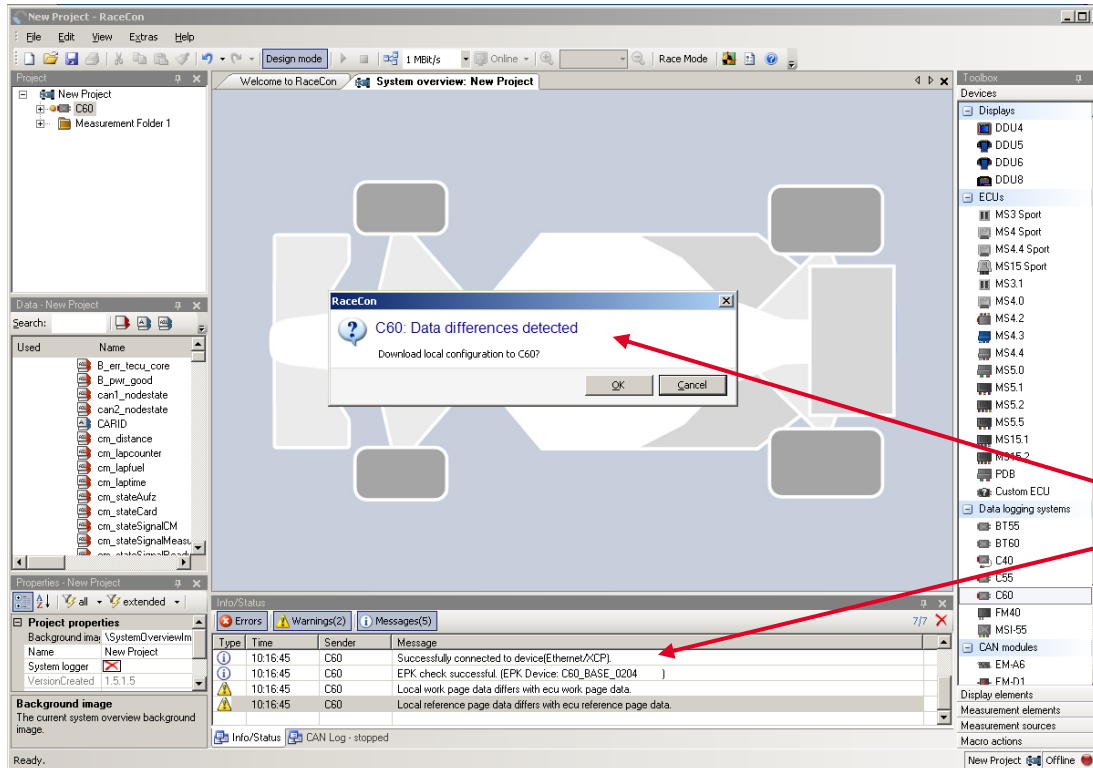 New Project - RaceCon
File Edit View Extras Help
Design mode 1 MBit/s Online Race Mode
Project
New Project
C60
Measurement Folder 1
Data - New Project
Search:
Used Name
B_err_tecu_core
B_pwr_good
can1_nodestate
can2_nodestate
CARID
cm_distance
cm_lapcounter
cm_lapfuel
cm_laptime
cm_stateAufz
cm_stateCard
cm_stateSignalCM
cm_stateSignalMeasu
Properties - New Project
all extended
Project properties
Background imag \SystemOverviewIm
Name New Project
System logger
VersionCreated 1.5.1.5
Background image
The current system overview background
image.
Welcome to RaceCon System overview: New Project
RaceCon
C60: Data differences detected
Download local configuration to C60?
OK Cancel
Info/Status
Errors Warnings(2) Messages(5) 7/7
Type Time Sender Message
10:16:45 C60 Successfully connected to device(Ethernet/XCP).
10:16:45 C60 EPK check successful. (EPK Device: C60_BASE_0204 )
10:16:45 C60 Local work page data differs with ecu work page data.
10:16:45 C60 Local reference page data differs with ecu reference page data.
Info/Status CAN Log - stopped
Toolbox
Devices
Displays
DDU4
DDU5
DDU6
DDU8
ECUs
MS3 Sport
MS4 Sport
MS4.4 Sport
MS15 Sport
MS3.1
MS4.0
MS4.2
MS4.3
MS4.4
MS5.0
MS5.1
MS5.2
MS5.5
MS15.1
MS15.2
PDB
Custom ECU
Data logging systems
BT55
BT60
C40
C55
C60
FM40
MSI-55
CAN modules
EM-A6
EM-D1
Display elements
Measurement elements
Measurement sources
Macro actions
Ready.
New Project Offline